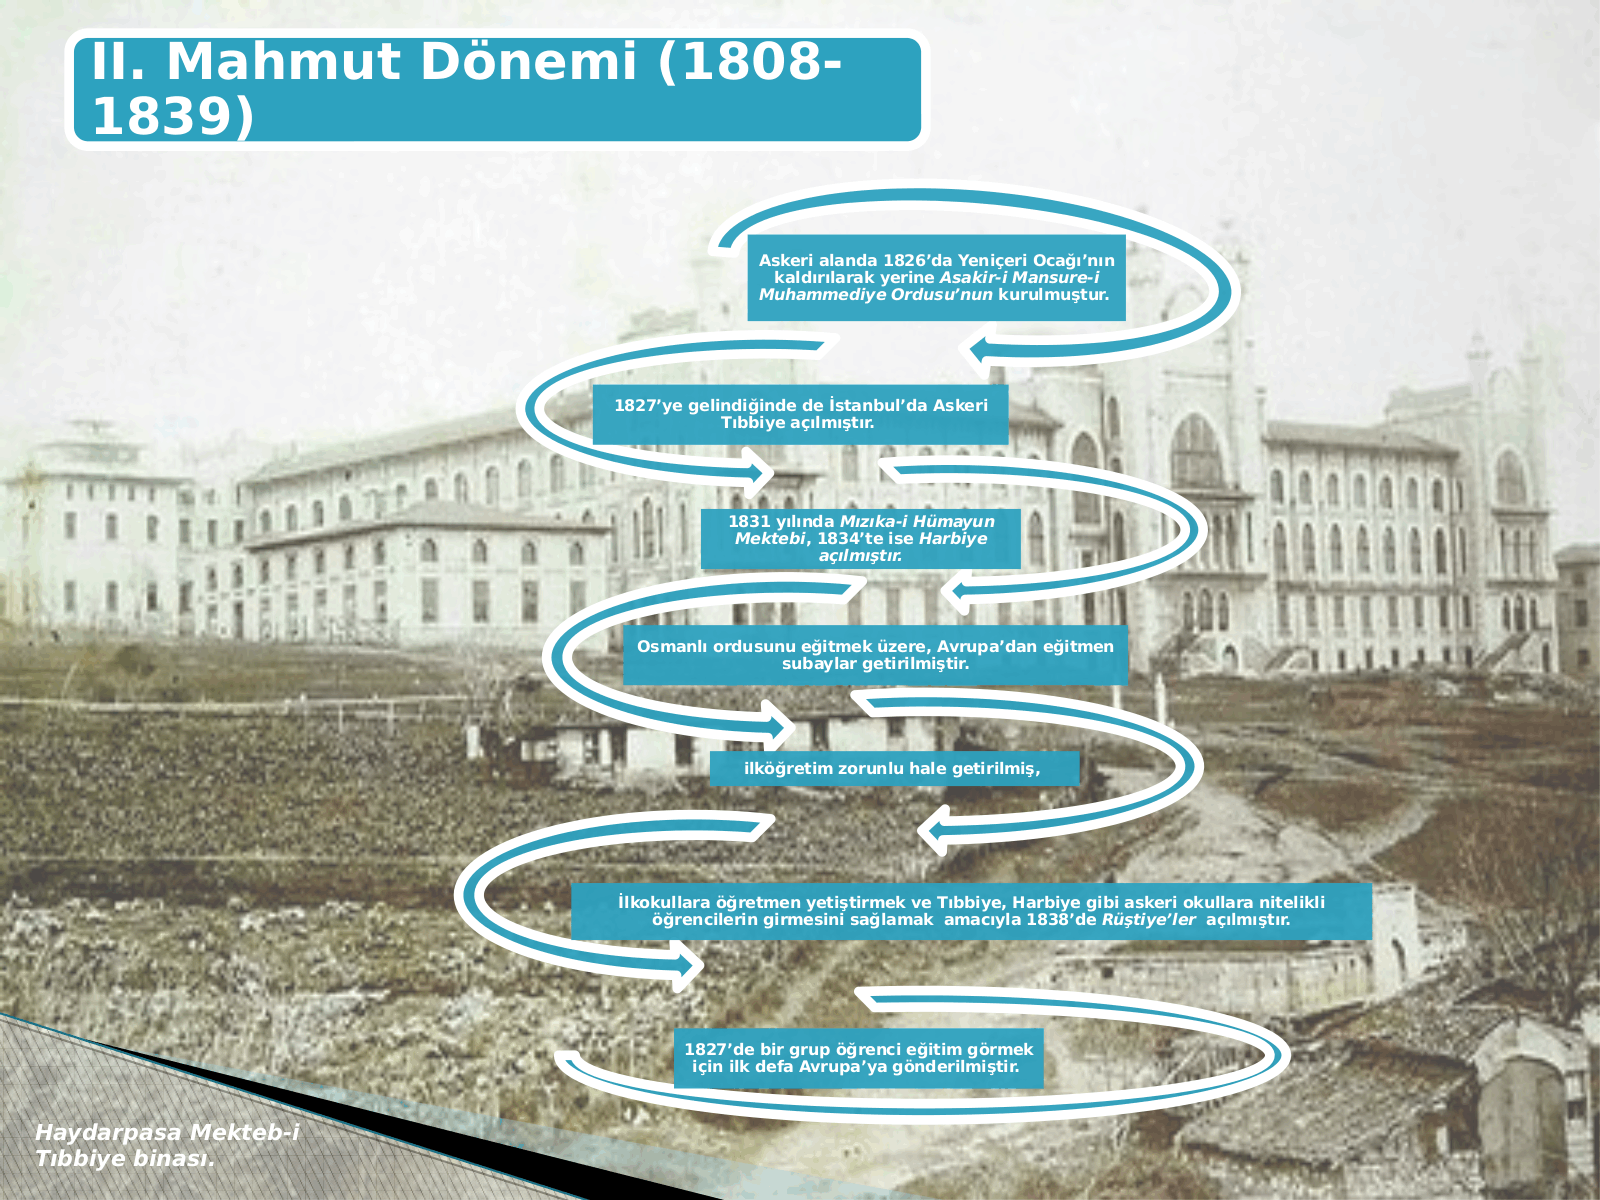 II. Mahmut Dönemi (1808-
1839)
Askeri alanda 1826’da Yeniçeri Ocağı’nın
kaldırılarak yerine Asakir-i Mansure-i
Muhammediye Ordusu’nun kurulmuştur.
1827’ye gelindiğinde de İstanbul’da Askeri
Tıbbiye açılmıştır.
1831 yılında Mızıka-i Hümayun
Mektebi, 1834’te ise Harbiye
açılmıştır.
Osmanlı ordusunu eğitmek üzere, Avrupa’dan eğitmen
subaylar getirilmiştir.
ilköğretim zorunlu hale getirilmiş,
İlkokullara öğretmen yetiştirmek ve Tıbbiye, Harbiye gibi askeri okullara nitelikli
öğrencilerin girmesini sağlamak  amacıyla 1838’de Rüştiye’ler  açılmıştır.
1827’de bir grup öğrenci eğitim görmek
için ilk defa Avrupa’ya gönderilmiştir.
Haydarpasa Mekteb-i
Tıbbiye binası.